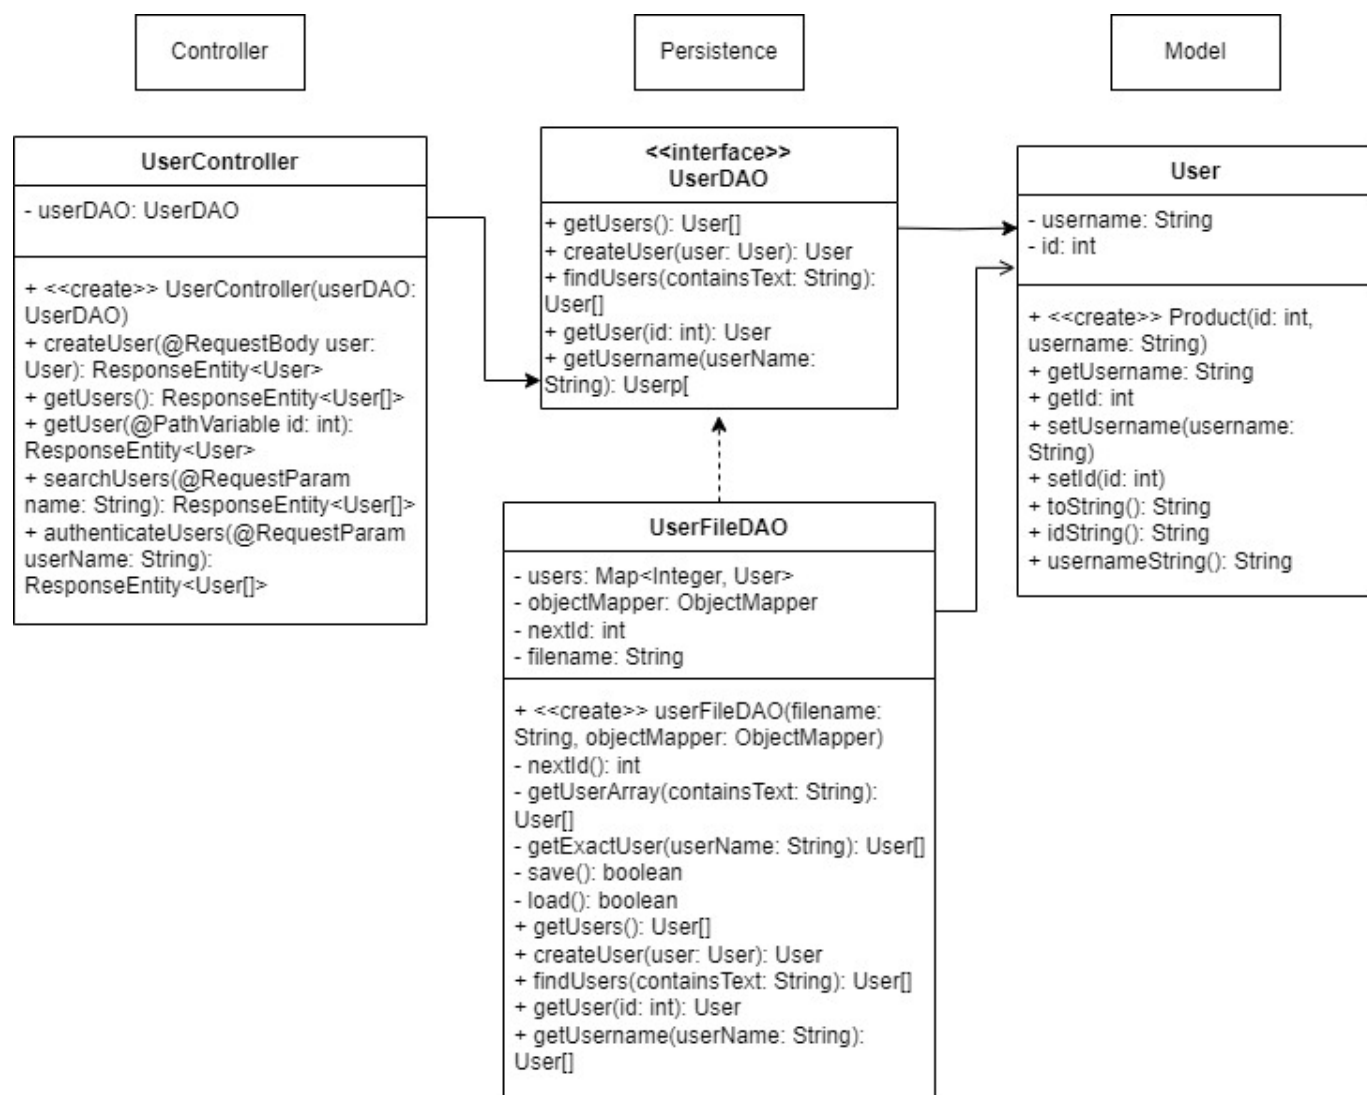 Controller
Persistence
Model
UserController
- userDAO: UserDAO
+ <<create>> UserController(userDAO:
UserDAO)
+ createUser(@RequestBody user:
User): ResponseEntity<User>
+ getUsers(): ResponseEntity<User[]>
+ getUser(@PathVariable id: int):
ResponseEntity<User>
+ searchUsers(@RequestParam
name: String): ResponseEntity<User[]>
+ authenticateUsers(@RequestParam
userName: String):
ResponseEntity<User[]>
<<interface>>
UserDAO
+ getUsers(): User[]
+ createUser(user: User): User
+ findUsers(containsText: String):
User[]
+ getUser(id: int): User
+ getUsername(userName:
String): Userp[
UserFileDAO
- users: Map<Integer, User>
- objectMapper: ObjectMapper
- nextId: int
- filename: String
+ <<create>> userFileDAO(filename:
String, objectMapper: ObjectMapper)
- nextId(): int
- getUserArray(containsText: String):
User[]
- getExactUser(userName: String): User[]
- save(): boolean
- load(): boolean
+ getUsers(): User[]
+ createUser(user: User): User
+ findUsers(containsText: String): User[]
+ getUser(id: int): User
+ getUsername(userName: String):
User[]
User
- username: String
- id: int
+ <<create>> Product(id: int,
username: String)
+ getUsername: String
+ getId: int
+ setUsername(username:
String)
+ setId(id: int)
+ toString(): String
+ idString(): String
+ usernameString(): String